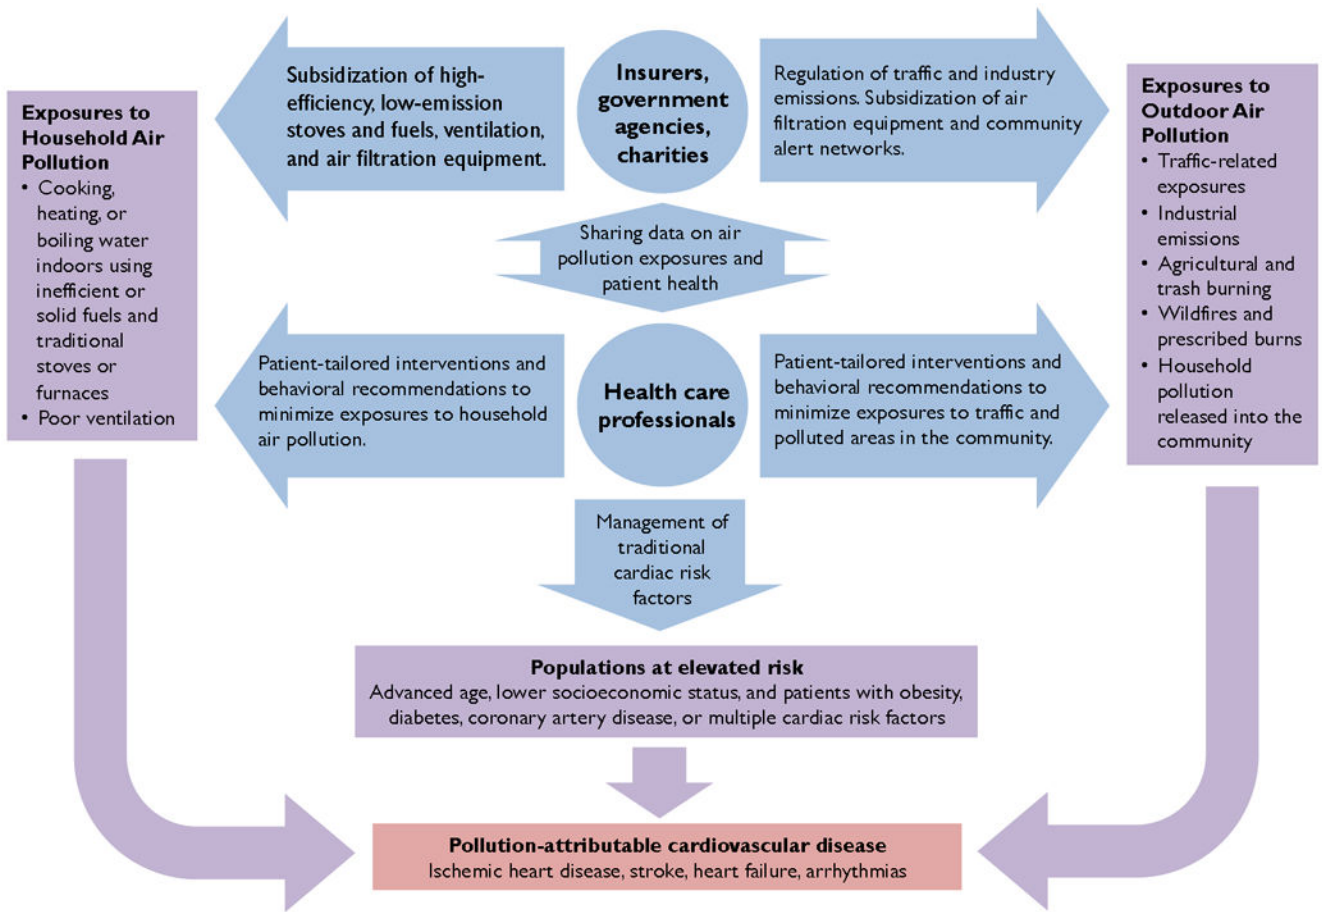 Exposures to
Household Air
Pollution
• Cooking,
heating, or
boiling water
indoors using
inefficient or
solid fuels and
traditional
stoves or
furnaces
• Poor ventilation
Subsidization of high-
efficiency, low-emission
stoves and fuels, ventilation,
and air filtration equipment.
Insurers,
government
agencies,
charities
Regulation of traffic and industry
emissions. Subsidization of air
filtration equipment and community
alert networks.
Exposures to
Outdoor Air
Pollution
• Traffic-related
exposures
• Industrial
emissions
• Agricultural and
trash burning
• Wildfires and
prescribed burns
• Household
pollution
released into the
community
Sharing data on air
pollution exposures and
patient health
Patient-tailored interventions and
behavioral recommendations to
minimize exposures to household
air pollution.
Health care
professionals
Patient-tailored interventions and
behavioral recommendations to
minimize exposures to traffic and
polluted areas in the community.
Management of
traditional
cardiac risk
factors
Populations at elevated risk
Advanced age, lower socioeconomic status, and patients with obesity,
diabetes, coronary artery disease, or multiple cardiac risk factors
Pollution-attributable cardiovascular disease
Ischemic heart disease, stroke, heart failure, arrhythmias